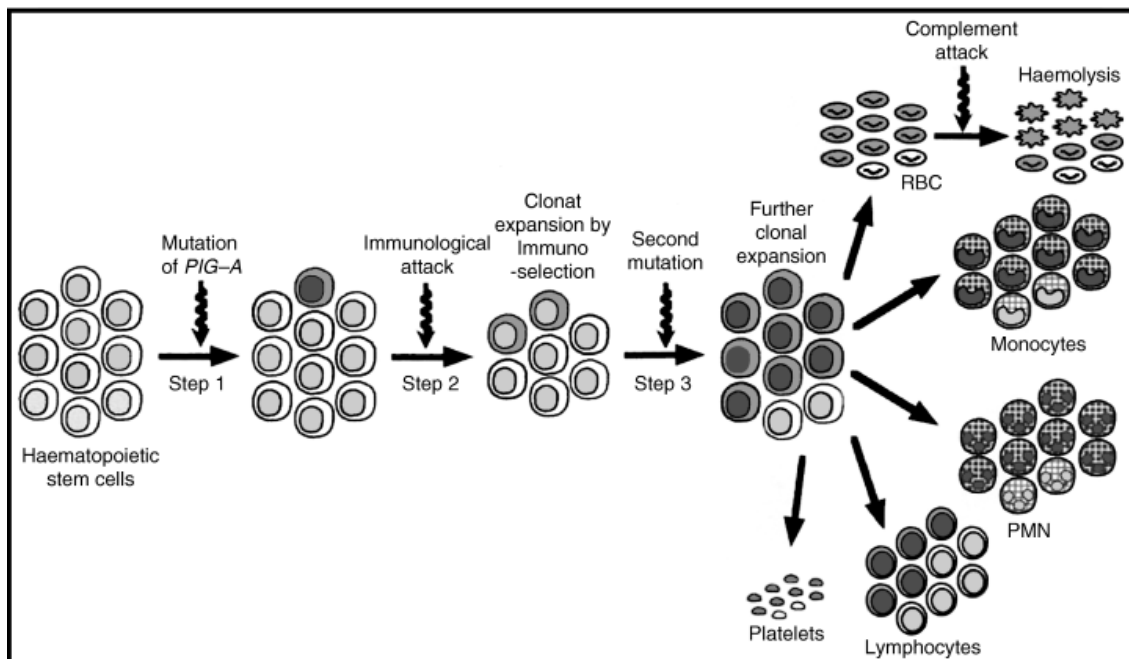 Complement
attack
Haemolysis
RBC
Clonat
expansion by
Immuno
-selection
Further
clonal
expansion
Mutation
of PIG–A
Immunological
attack
Second
mutation
Monocytes
Step 1
Step 2
Step 3
Haematopoietic
stem cells
PMN
Platelets
Lymphocytes